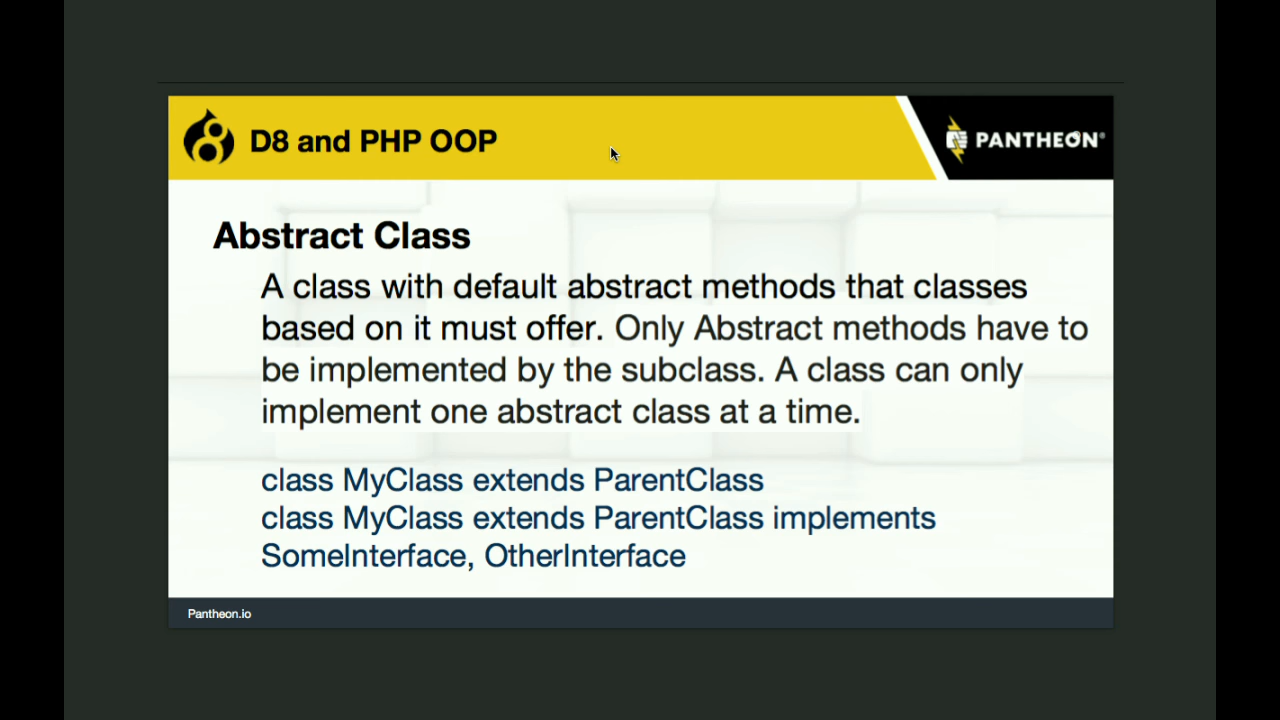 D8 and PHP OOP
PANTHEON®
Abstract Class
A class with default abstract methods that classes
based on it must offer. Only Abstract methods have to
be implemented by the subclass. A class can only
implement one abstract class at a time.
class MyClass extends ParentClass
class MyClass extends ParentClass implements
SomeInterface, OtherInterface
Pantheon.io